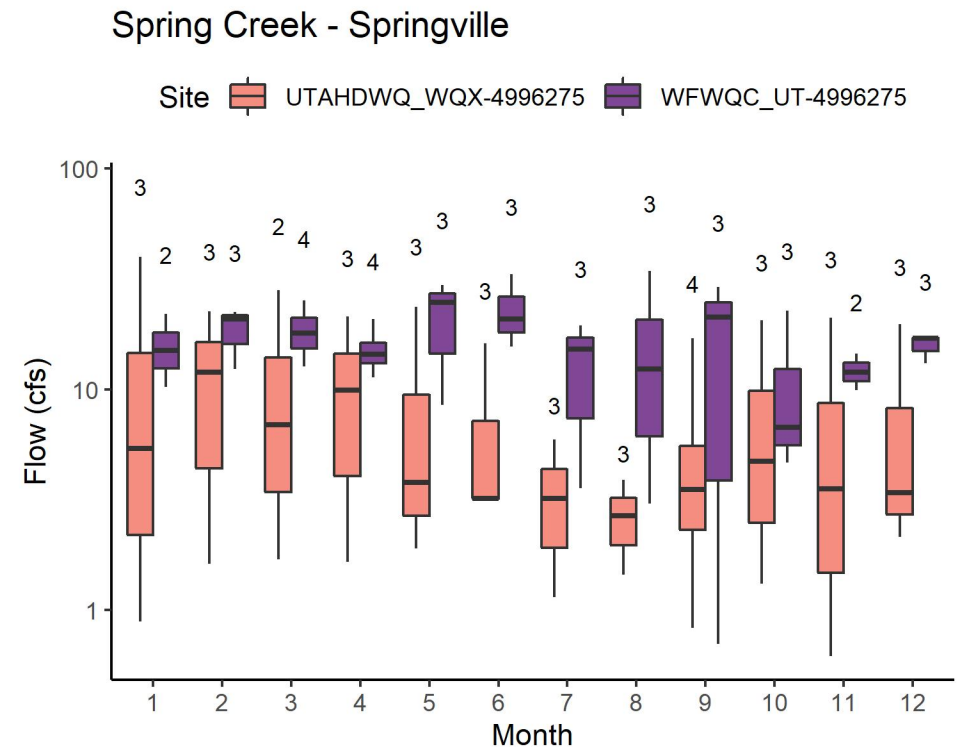 Spring Creek - Springville
Site UTAHDWQ_WQX-4996275 WFWQC_UT-4996275
Flow (cfs)
100
10
1
3 2 3 3 2 4 3 4 3 3 3 3 3 3 3 3 4 3 3 3 3 2 3 3
1 2 3 4 5 6 7 8 9 10 11 12
Month